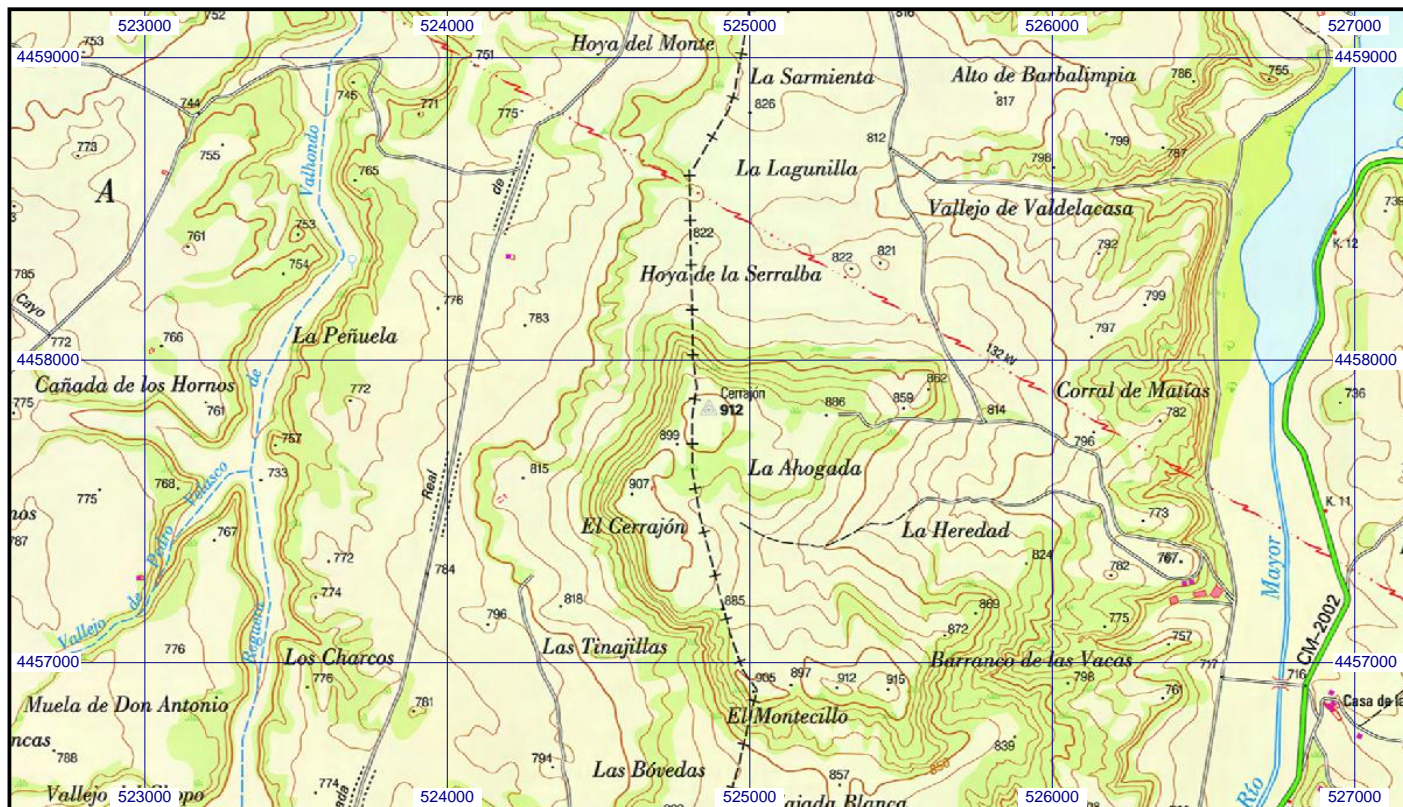 523000 524000 525000 526000 527000
752 816
753 Hoya del Monte
4459000 751 4459000
La Sarmienta Alto de Barbalimpia 786 755
745 817
744 771 775 826
812 799
773 755 787
765 798
La Lagunilla
A Valhondo de
Vallejo de Valdelacasa 739
753 822 K. 12
761 821 792
754 822
785 Hoya de la Serralba
Cayo 776 799
783 797
772 766 La Peñuela
132 kV
4458000 de 4458000
Cañada de los Hornos 772 Cerrajón 862 Corral de Matías
775 761 886 859 814 736
912 782
757 899 796
768 Velasco 733 815 La Ahogada
775 Real 907
K. 11
767 Pedro El Cerrajón La Heredad 773
787
772 824 767
784 782
de 774 818 885 Mayor
Reguera 796 869 775
Vallejo 872 757 CM-2002
776 Las Tinajillas
4457000 Los Charcos Barranco de las Vacas 717 4457000
776 905 897 912 915 798 716
Muela de Don Antonio 781 761 Casa de la
El Montecillo
788 839
794 850
Las Bóvedas 857
774 Río
Vallejo
523000 524000 525000 526000 527000